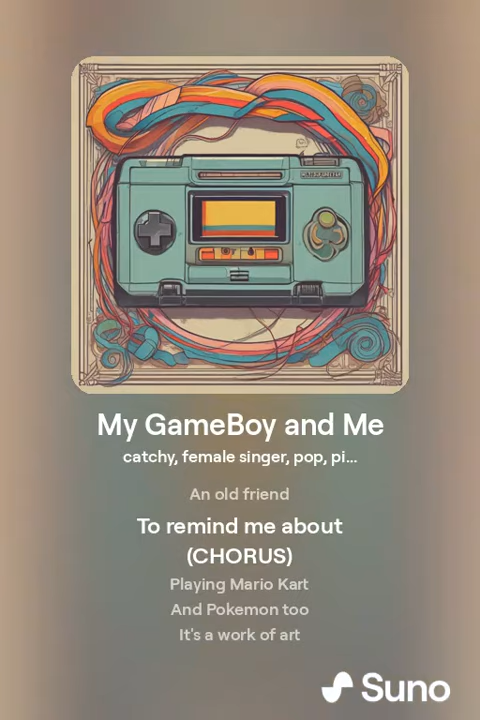 My GameBoy and Me
catchy, female singer, pop, pi...
An old friend
To remind me about
(CHORUS)
Playing Mario Kart
And Pokemon too
It's a work of art
Suno